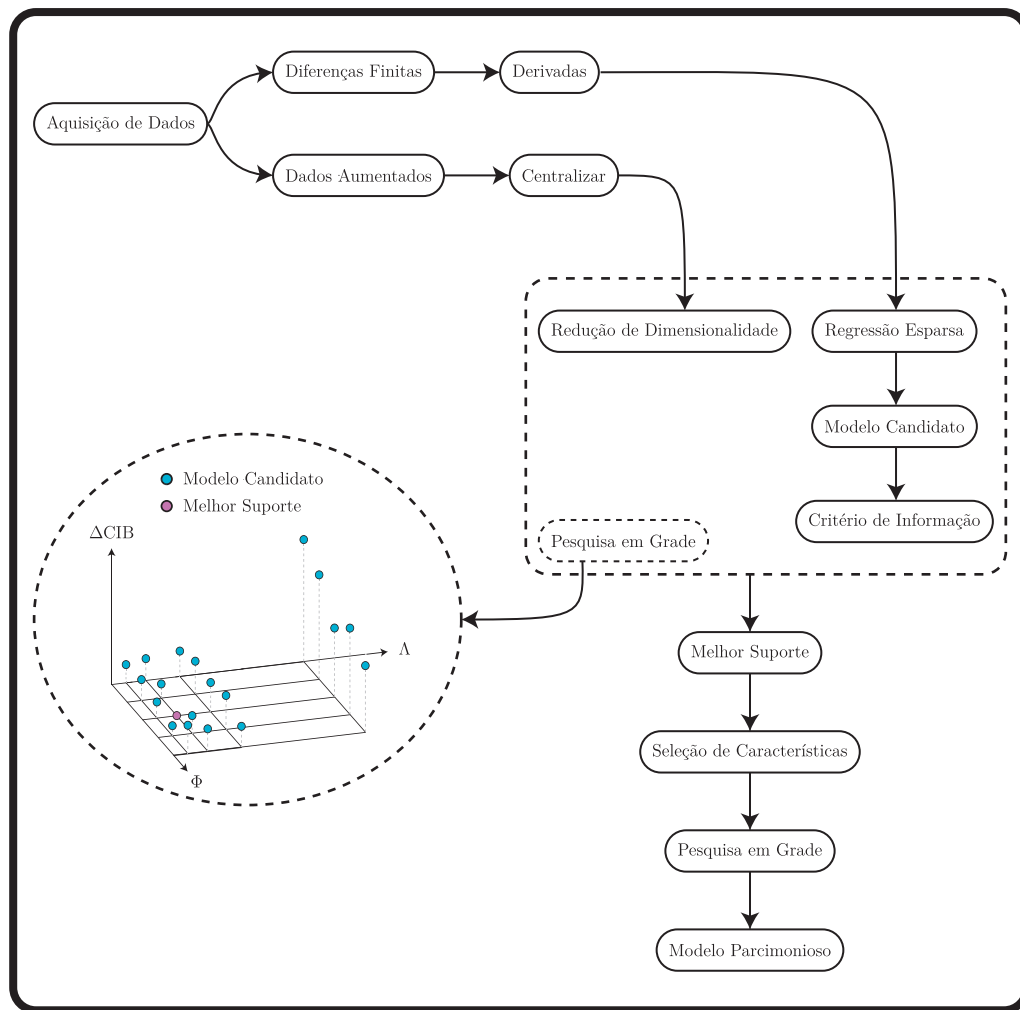 Diferenças Finitas
Derivadas
Aquisição de Dados
Dados Aumentados
Centralizar
Redução de Dimensionalidade
Regressão Esparsa
Modelo Candidato
Critério de Informação
Pesquisa em Grade
Modelo Candidato
Melhor Suporte
ΔCIB
Λ
Φ
Melhor Suporte
Seleção de Características
Pesquisa em Grade
Modelo Parcimonioso